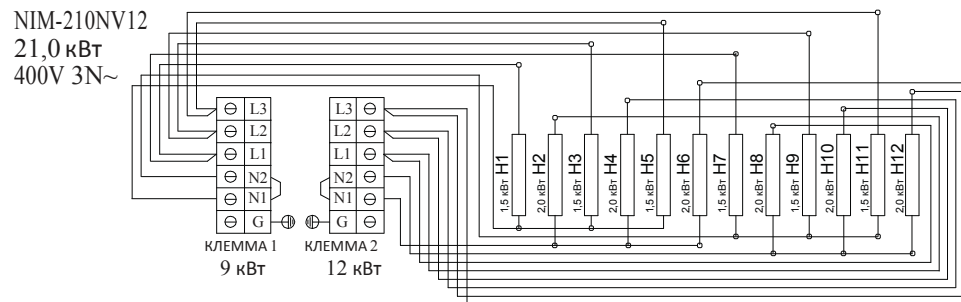 NIM-210NV12
21,0 кВт
400V 3N~
L3
L2
L1
N2
N1
G
КЛЕММА 1
9 кВт
L3
L2
L1
N2
N1
G
КЛЕММА 2
12 кВт
1,5 кВт H1
2,0 кВт H2
1,5 кВт H3
2,0 кВт H4
1,5 кВт H5
2,0 кВт H6
1,5 кВт H7
2,0 кВт H8
1,5 кВт H9
2,0 кВт H10
1,5 кВт H11
2,0 кВт H12